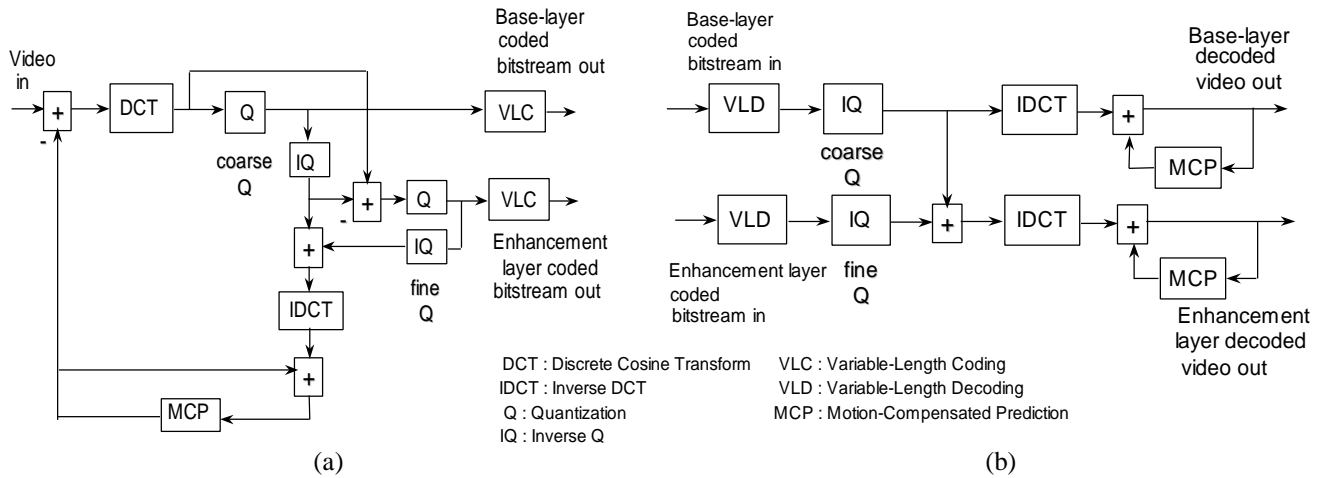 Video
in
+
-
DCT
Q
coarse
Q
IQ
Base-layer
coded
bitstream out
VLC
-
+
Q
VLC
Enhancement
layer coded
bitstream out
+
IQ
fine
Q
IDCT
+
MCP
(a)
Base-layer
coded
bitstream in
VLD
IQ
coarse
Q
IDCT
+
MCP
Base-layer
decoded
video out
VLD
Enhancement layer
coded
bitstream in
IQ
fine
Q
+
IDCT
+
MCP
Enhancement
layer decoded
video out
(b)
DCT : Discrete Cosine Transform
IDCT : Inverse DCT
Q : Quantization
IQ : Inverse Q
VLC : Variable-Length Coding
VLD : Variable-Length Decoding
MCP : Motion-Compensated Prediction